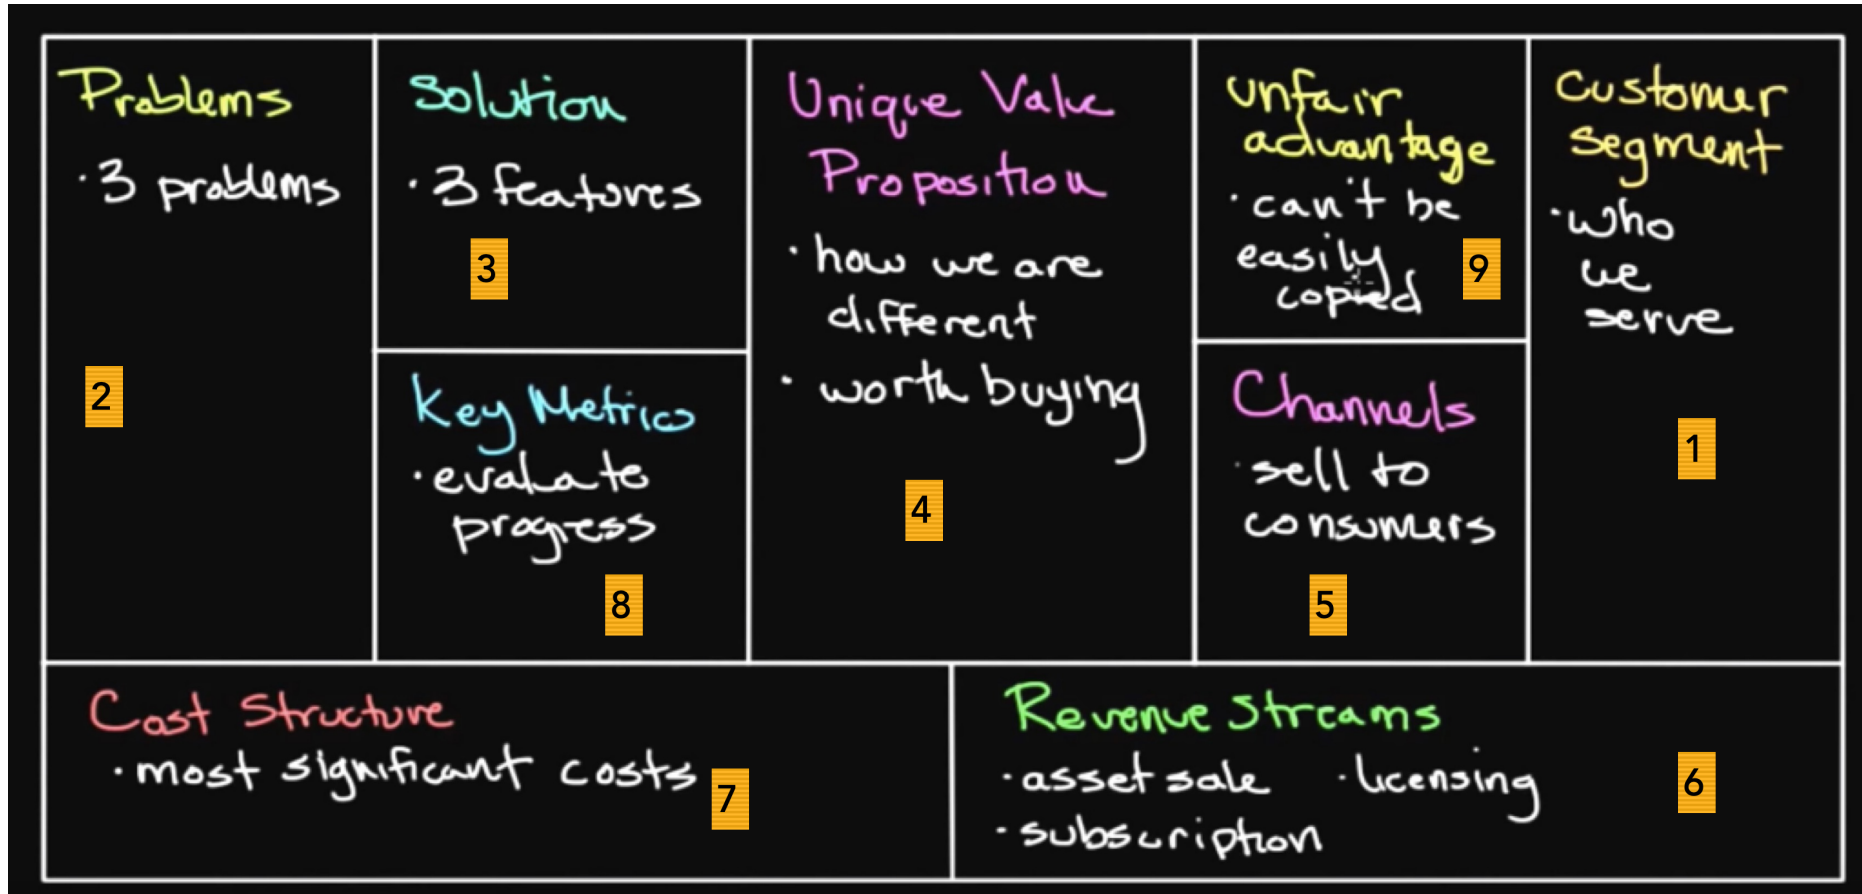 Problems
· 3 problems
2
Solution
· 3 features
3
Key Metrics
· evaluate
progress
8
Unique Value
Proposition
· how we are
different
· worth buying
4
unfair
advantage
· can't be
easily
copied
9
Channels
· sell to
consumers
5
Customer
segment
· who
we
serve
1
Cost Structure
· most significant costs
7
Revenue Streams
· asset sale · licensing
· subscription
6